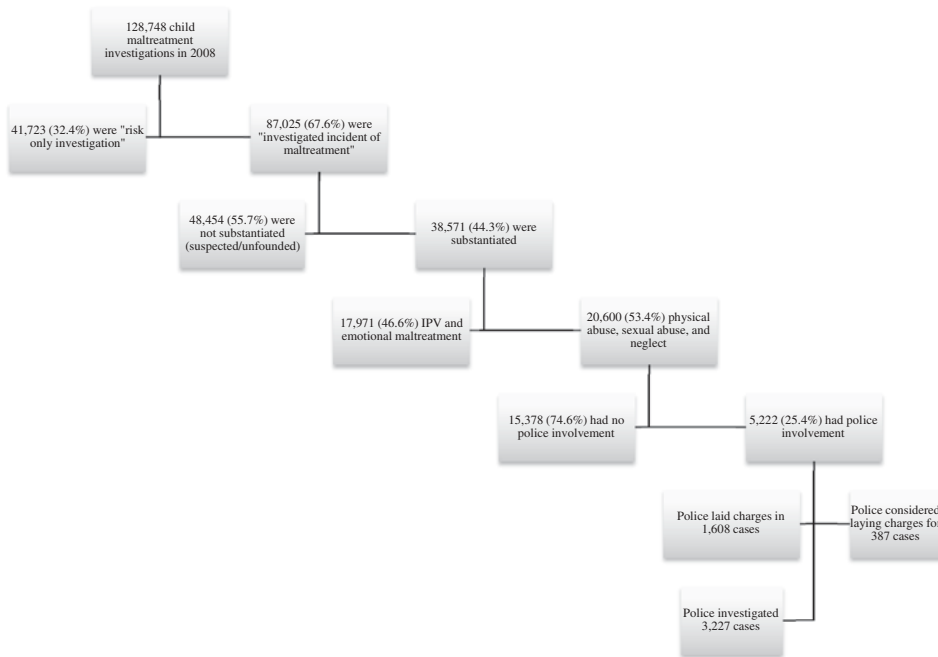 128,748 child
maltreatment
investigations in 2008
41,723 (32.4%) were "risk
only investigation"
87,025 (67.6%) were
"investigated incident of
maltreatment"
48,454 (55.7%) were
not substantiated
(suspected/unfounded)
38,571 (44.3%) were
substantiated
17,971 (46.6%) IPV and
emotional maltreatment
20,600 (53.4%) physical
abuse, sexual abuse, and
neglect
15,378 (74.6%) had no
police involvement
5,222 (25.4%) had police
involvement
Police laid charges in
1,608 cases
Police considered
laying charges for
387 cases
Police investigated
3,227 cases